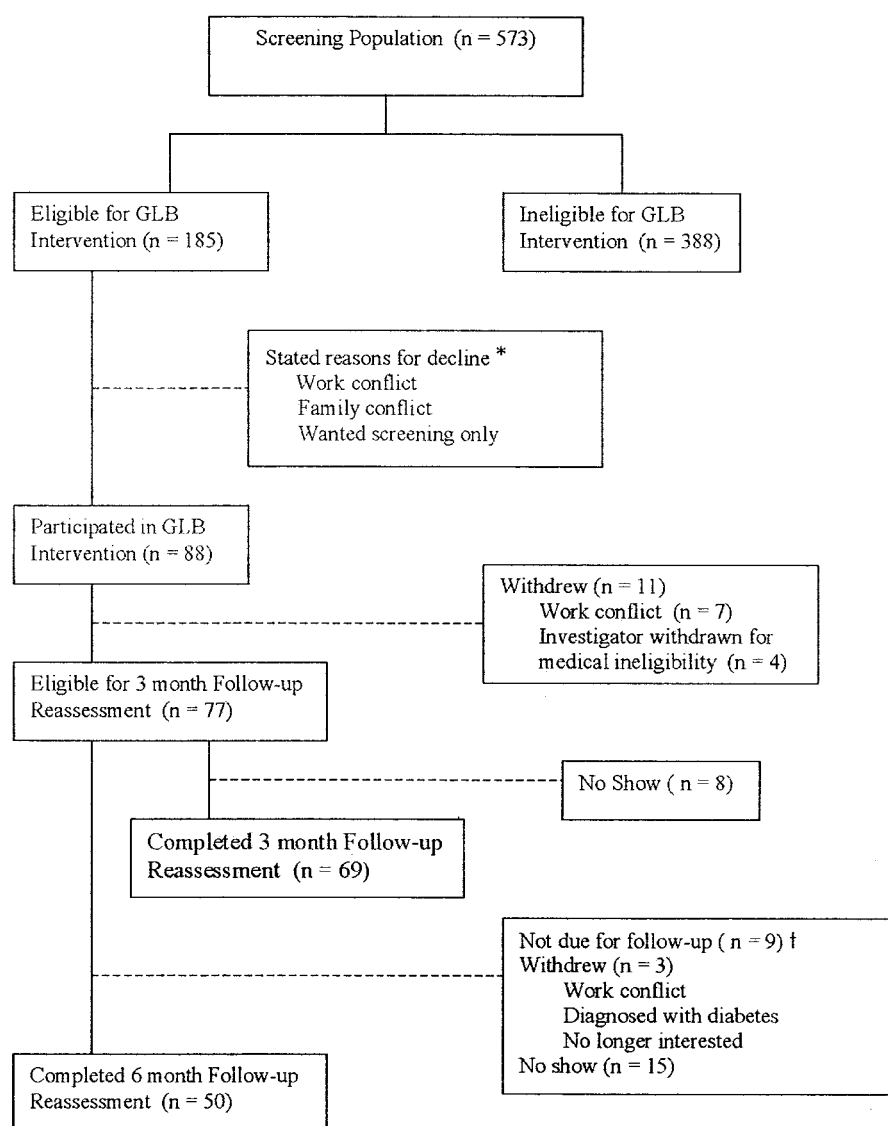 Screening Population (n = 573)
Eligible for GLB
Intervention (n = 185)
Ineligible for GLB
Intervention (n = 388)
Stated reasons for decline *
Work conflict
Family conflict
Wanted screening only
Participated in GLB
Intervention (n = 88)
Withdrew (n = 11)
Work conflict (n = 7)
Investigator withdrawn for
medical ineligibility (n = 4)
Eligible for 3 month Follow-up
Reassessment (n = 77)
No Show ( n = 8)
Completed 3 month Follow-up
Reassessment (n = 69)
Not due for follow-up ( n = 9) †
Withdrew (n = 3)
Work conflict
Diagnosed with diabetes
No longer interested
No show (n = 15)
Completed 6 month Follow-up
Reassessment (n = 50)